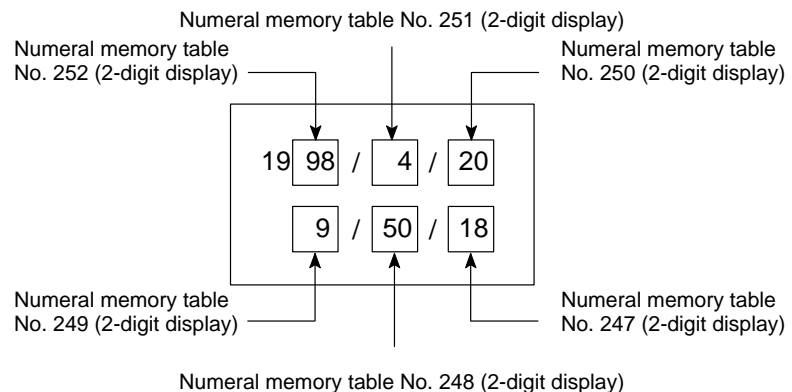 Numeral memory table No. 251 (2-digit display)
Numeral memory table
No. 252 (2-digit display)
Numeral memory table
No. 250 (2-digit display)
19 98 / 4 / 20
9 / 50 / 18
Numeral memory table
No. 249 (2-digit display)
Numeral memory table
No. 247 (2-digit display)
Numeral memory table No. 248 (2-digit display)